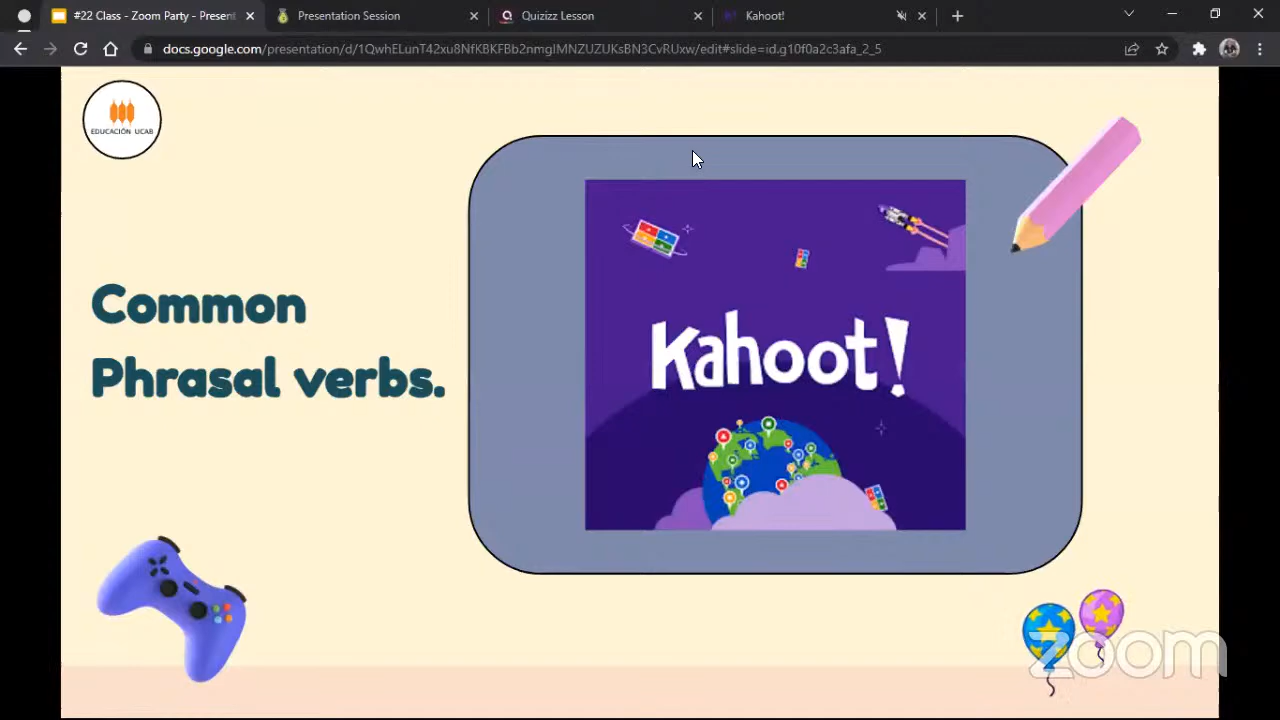 #22 Class - Zoom Party - Present
Presentation Session
Quizizz Lesson
Kahoot!
docs.google.com/presentation/d/1QwhELunT42xu8NfKBKFBb2nmgIMNZUZUKsBN3CvRUxw/edit#slide=id.g10f0a2c3afa_2_5
EDUCACIÓN UCAB
Common
Phrasal verbs.
Kahoot!
zoom